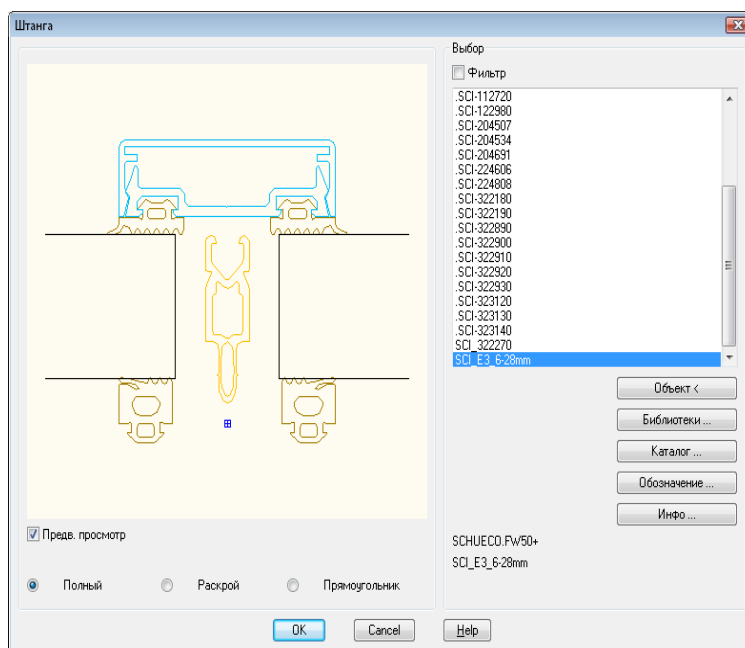 Штанга
Выбор
Фильтр
.SCI-112720
.SCI-122980
.SCI-204507
.SCI-204534
.SCI-204691
.SCI-224606
.SCI-224808
.SCI-322180
.SCI-322190
.SCI-322890
.SCI-322900
.SCI-322910
.SCI-322920
.SCI-322930
.SCI-323120
.SCI-323130
.SCI-323140
SCI_322270
SCI_E3_6-28mm
Объект <
Библиотеки ...
Каталог ...
Обозначение ...
Инфо ...
Предв. просмотр
SCHUECO.FW50+
SCI_E3_6-28mm
Полный
Раскрой
Прямоугольник
OK
Cancel
Help